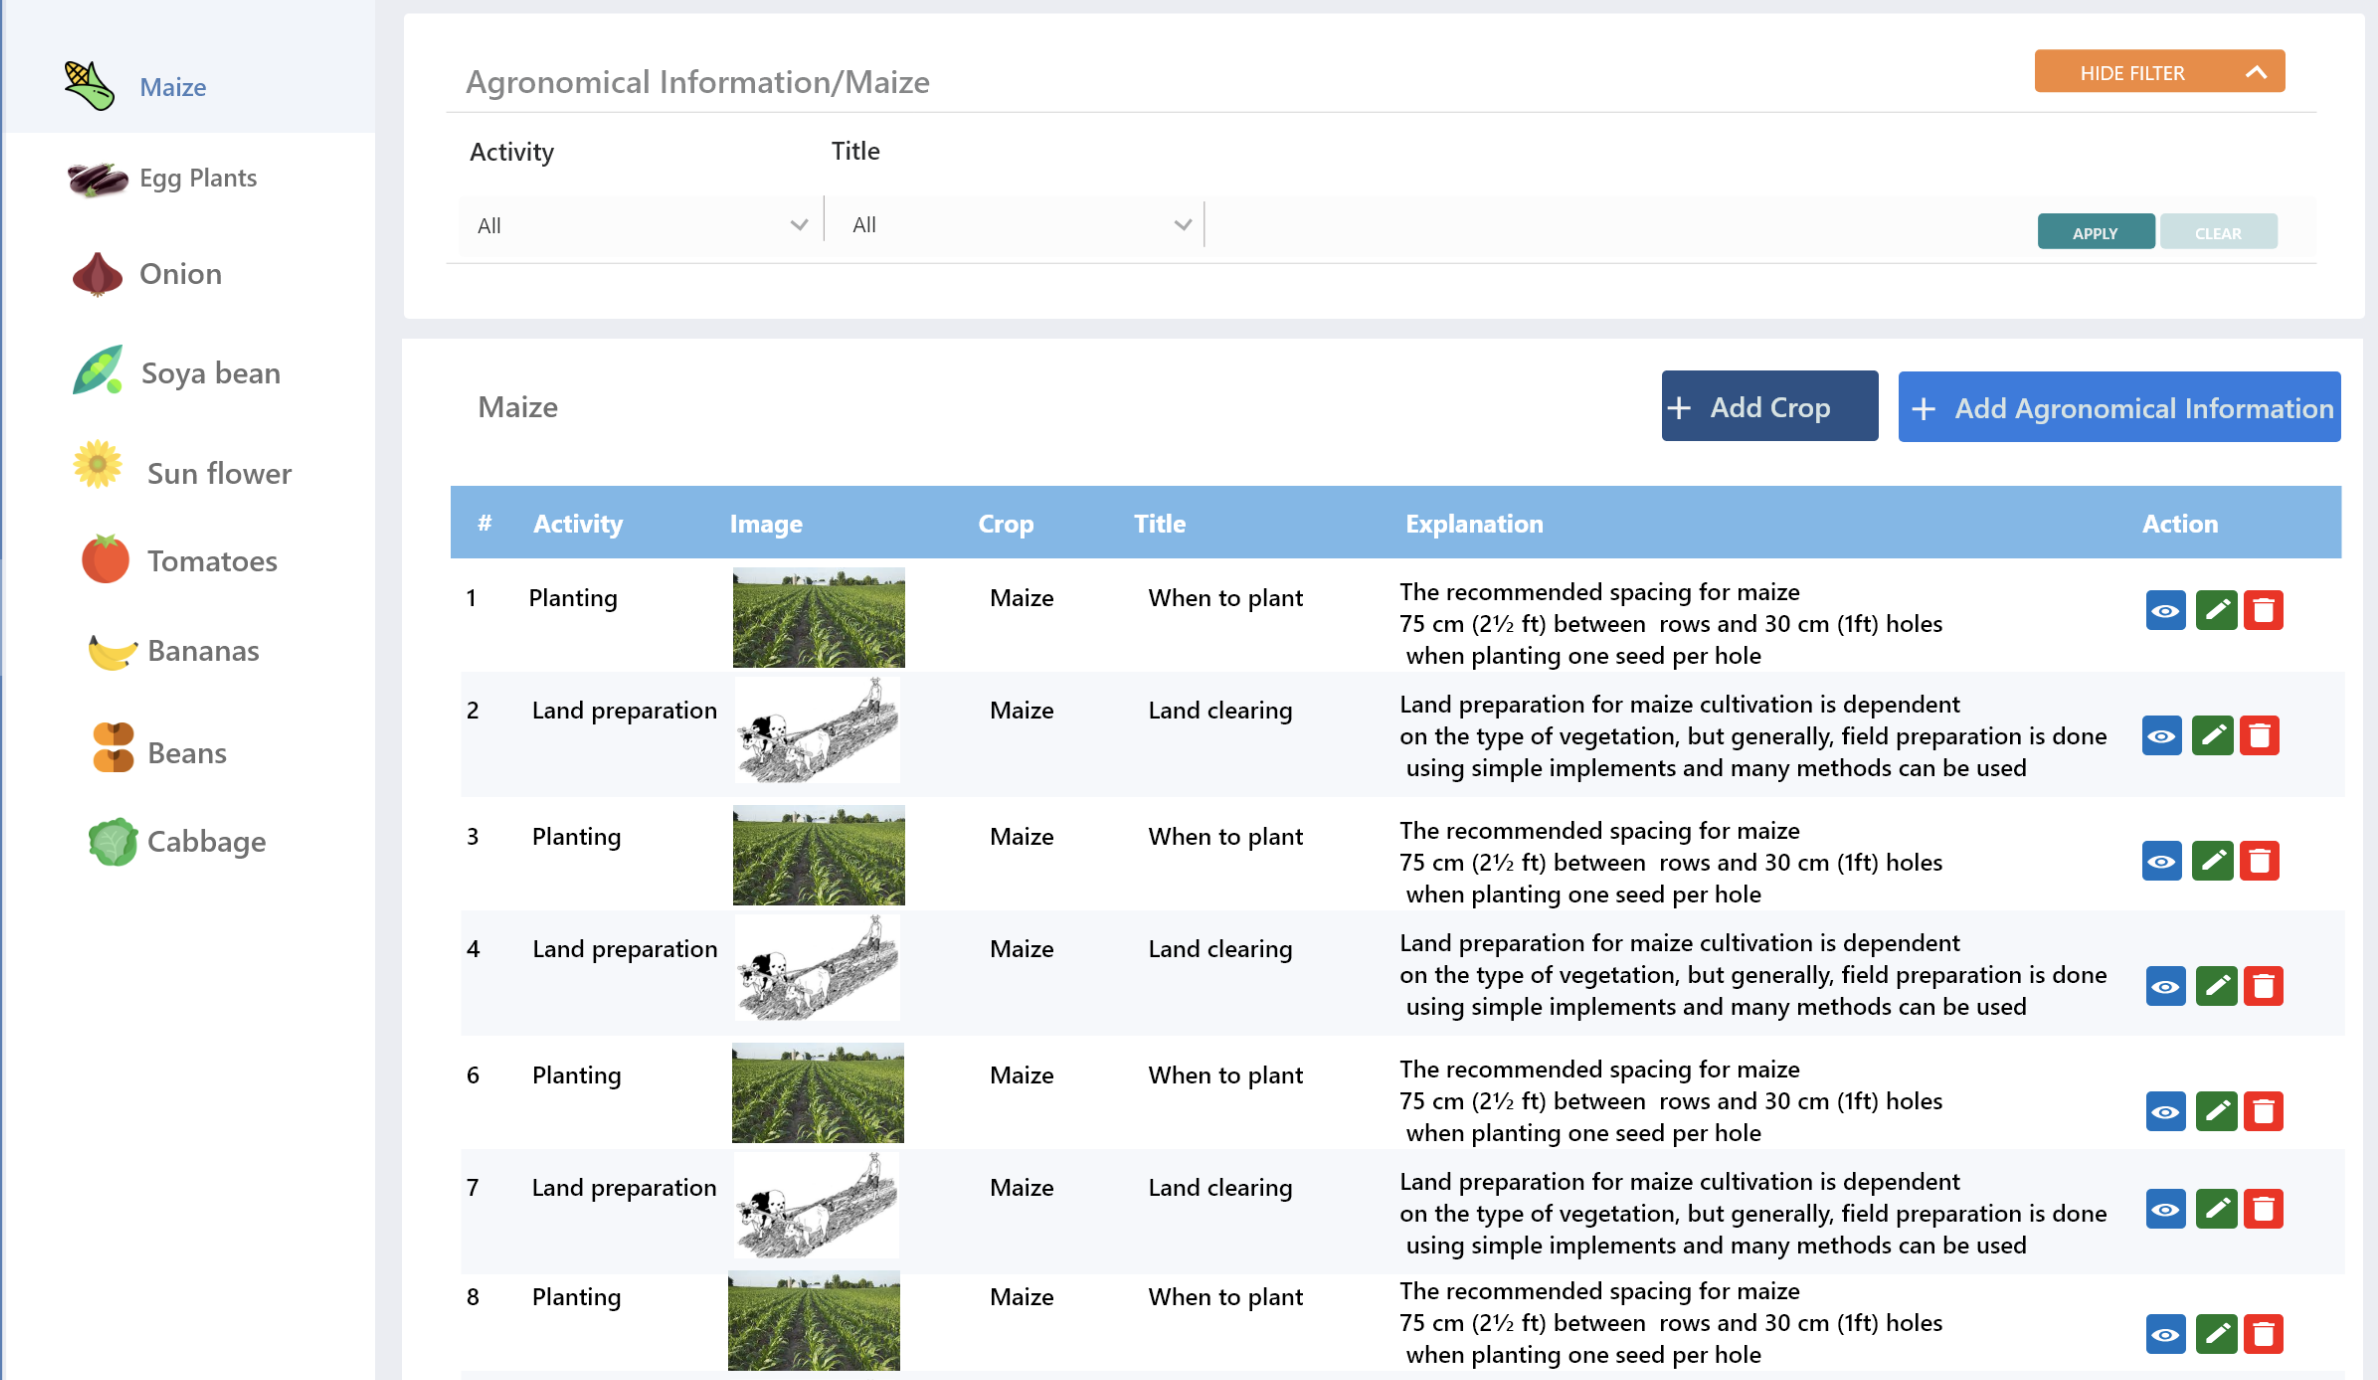 Maize
Egg Plants
Onion
Soya bean
Sun flower
Tomatoes
Bananas
Beans
Cabbage
Agronomical Information/Maize
HIDE FILTER
Activity Title
All All APPLY CLEAR
Maize
+ Add Crop
+ Add Agronomical Information
# Activity Image Crop Title Explanation Action
1 Planting Maize When to plant The recommended spacing for maize
75 cm (2½ ft) between rows and 30 cm (1ft) holes
when planting one seed per hole
2 Land preparation Maize Land clearing Land preparation for maize cultivation is dependent
on the type of vegetation, but generally, field preparation is done
using simple implements and many methods can be used
3 Planting Maize When to plant The recommended spacing for maize
75 cm (2½ ft) between rows and 30 cm (1ft) holes
when planting one seed per hole
4 Land preparation Maize Land clearing Land preparation for maize cultivation is dependent
on the type of vegetation, but generally, field preparation is done
using simple implements and many methods can be used
6 Planting Maize When to plant The recommended spacing for maize
75 cm (2½ ft) between rows and 30 cm (1ft) holes
when planting one seed per hole
7 Land preparation Maize Land clearing Land preparation for maize cultivation is dependent
on the type of vegetation, but generally, field preparation is done
using simple implements and many methods can be used
8 Planting Maize When to plant The recommended spacing for maize
75 cm (2½ ft) between rows and 30 cm (1ft) holes
when planting one seed per hole